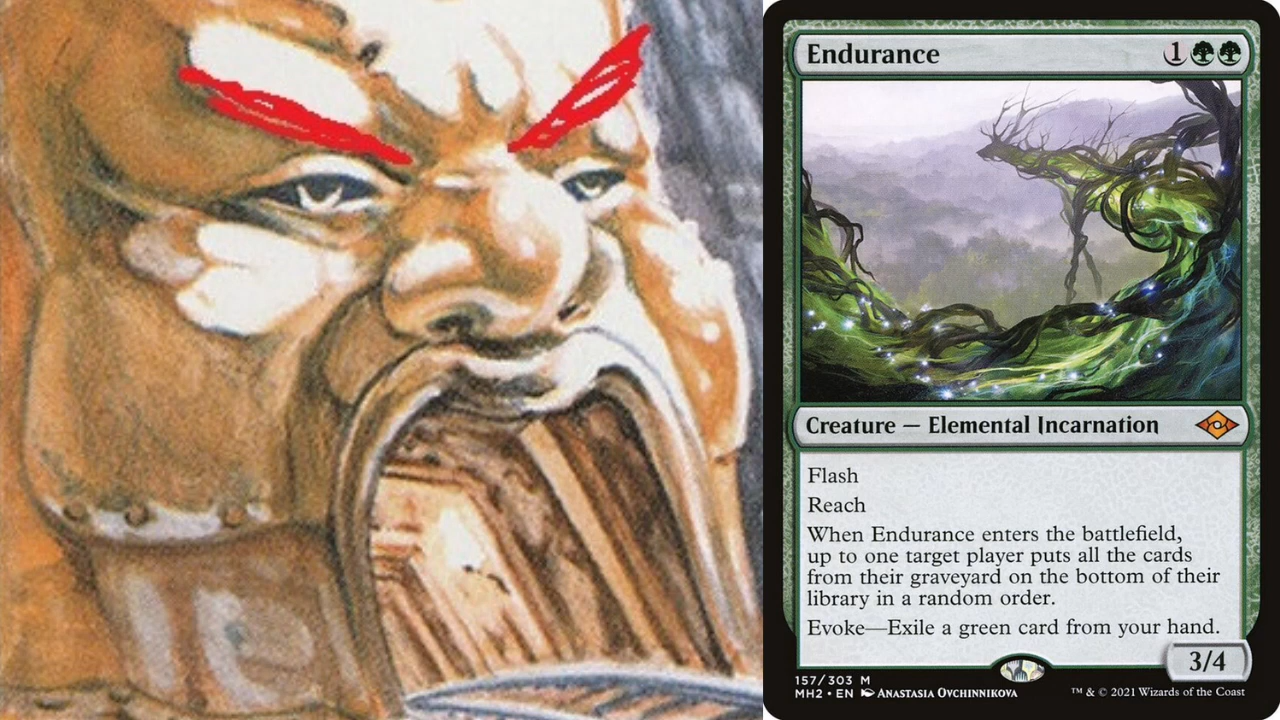 Endurance 1
Creature — Elemental Incarnation
Flash
Reach
When Endurance enters the battlefield,
up to one target player puts all the cards
from their graveyard on the bottom of their
library in a random order.
Evoke—Exile a green card from your hand.
3/4
157/303 M
MH2 • EN Anastasia Ovchinnikova
™ & © 2021 Wizards of the Coast